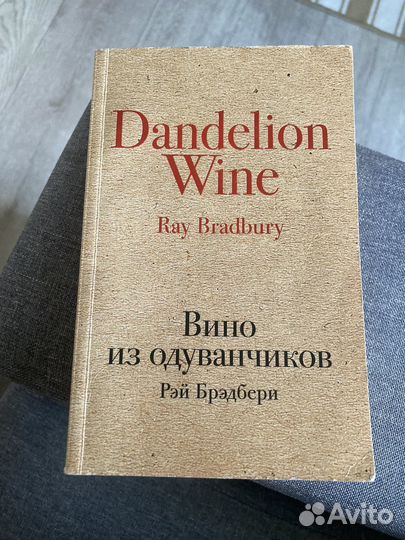 Dandelion
Wine
Ray Bradbury
Вино
из одуванчиков
Рэй Брэдбери
Avito